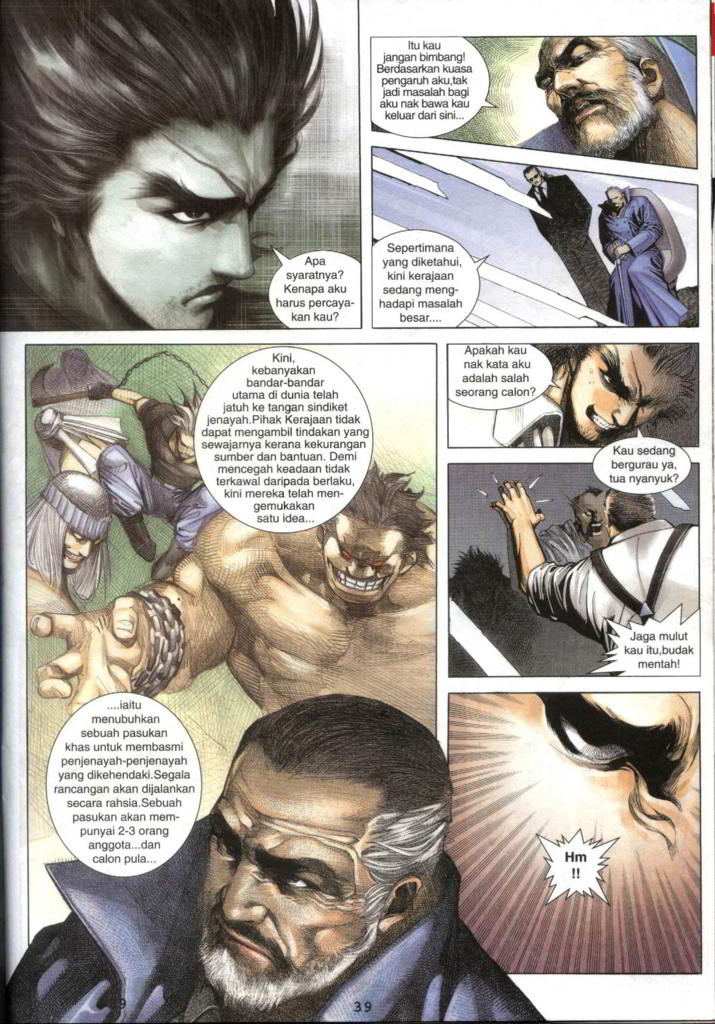 Apa
syaratnya?
Kenapa aku
harus percaya-
kan kau?
Itu kau
jangan bimbang!
Berdasarkan kuasa
pengaruh aku,tak
jadi masalah bagi
aku nak bawa kau
keluar dari sini...
Sepertimana
yang diketahui,
kini kerajaan
sedang meng-
hadapi masalah
besar....
Kini,
kebanyakan
bandar-bandar
utama di dunia telah
jatuh ke tangan sindiket
jenayah.Pihak Kerajaan tidak
dapat mengambil tindakan yang
sewajarnya kerana kekurangan
sumber dan bantuan. Demi
mencegah keadaan tidak
terkawal daripada berlaku,
kini mereka telah men-
gemukakan
satu idea...
....iaitu
menubuhkan
sebuah pasukan
khas untuk membasmi
penjenayah-penjenayah
yang dikehendaki.Segala
rancangan akan dijalankan
secara rahsia.Sebuah
pasukan akan mem-
punyai 2-3 orang
anggota...dan
calon pula...
Apakah kau
nak kata aku
adalah salah
seorang calon?
Kau sedang
bergurau ya,
tua nyanyuk?
Jaga mulut
kau itu,budak
mentah!
Hm
!!
9
39